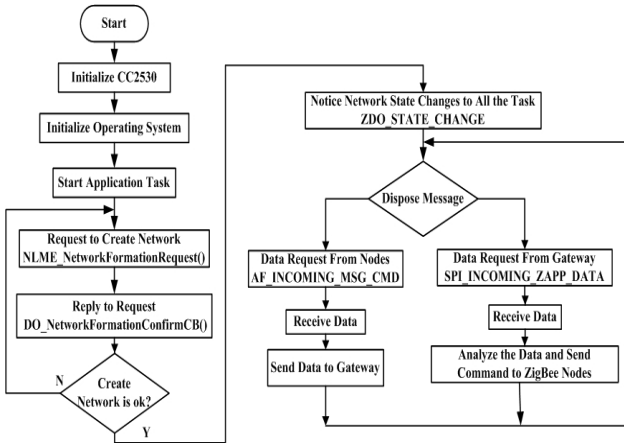 Start
Initialize CC2530
Initialize Operating System
Start Application Task
Request to Create Network
NLME_NetworkFormationRequest()
Reply to Request
DO_NetworkFormationConfirmCB()
Create
Network is ok?
N
Y
Notice Network State Changes to All the Task
ZDO_STATE_CHANGE
Dispose Message
Data Request From Nodes
AF_INCOMING_MSG_CMD
Receive Data
Send Data to Gateway
Data Request From Gateway
SPI_INCOMING_ZAPP_DATA
Receive Data
Analyze the Data and Send
Command to ZigBee Nodes